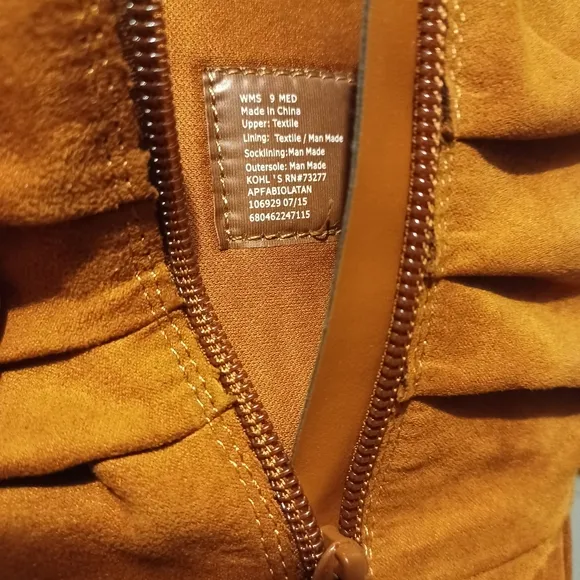 WMS 9 MED
Made in China
Upper: Textile
Lining: Textile / Man Made
Socklining:Man Made
Outersole: Man Made
KOHL'S RN#73277
APFABIOLATAN
106929 07/15
680462247115